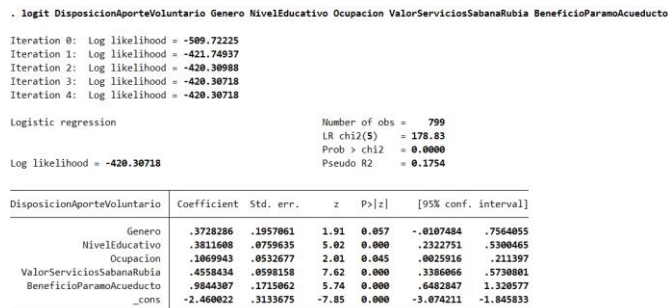 . logit DisposicionAporteVoluntario Genero NivelEducativo Ocupacion ValorServiciosSabanaRubia BeneficioParamoAcueducto
Iteration 0: Log likelihood = -509.72225
Iteration 1: Log likelihood = -421.74937
Iteration 2: Log likelihood = -420.30988
Iteration 3: Log likelihood = -420.30718
Iteration 4: Log likelihood = -420.30718
Logistic regression Number of obs = 799
LR chi2(5) = 178.83
Prob > chi2 = 0.0000
Log likelihood = -420.30718 Pseudo R2 = 0.1754
DisposicionAporteVoluntario Coefficient Std. err. z P>|z| [95% conf. interval]
Genero .3728286 .1957061 1.91 0.057 -.0107484 .7564055
NivelEducativo .3811608 .0759635 5.02 0.000 .2322751 .5300465
Ocupacion .1069943 .0532677 2.01 0.045 .0025916 .211397
ValorServiciosSabanaRubia .4558434 .0598158 7.62 0.000 .3386066 .5730801
BeneficioParamoAcueducto .9844307 .1715062 5.74 0.000 .6482847 1.320577
_cons -2.460022 .3133675 -7.85 0.000 -3.074211 -1.845833